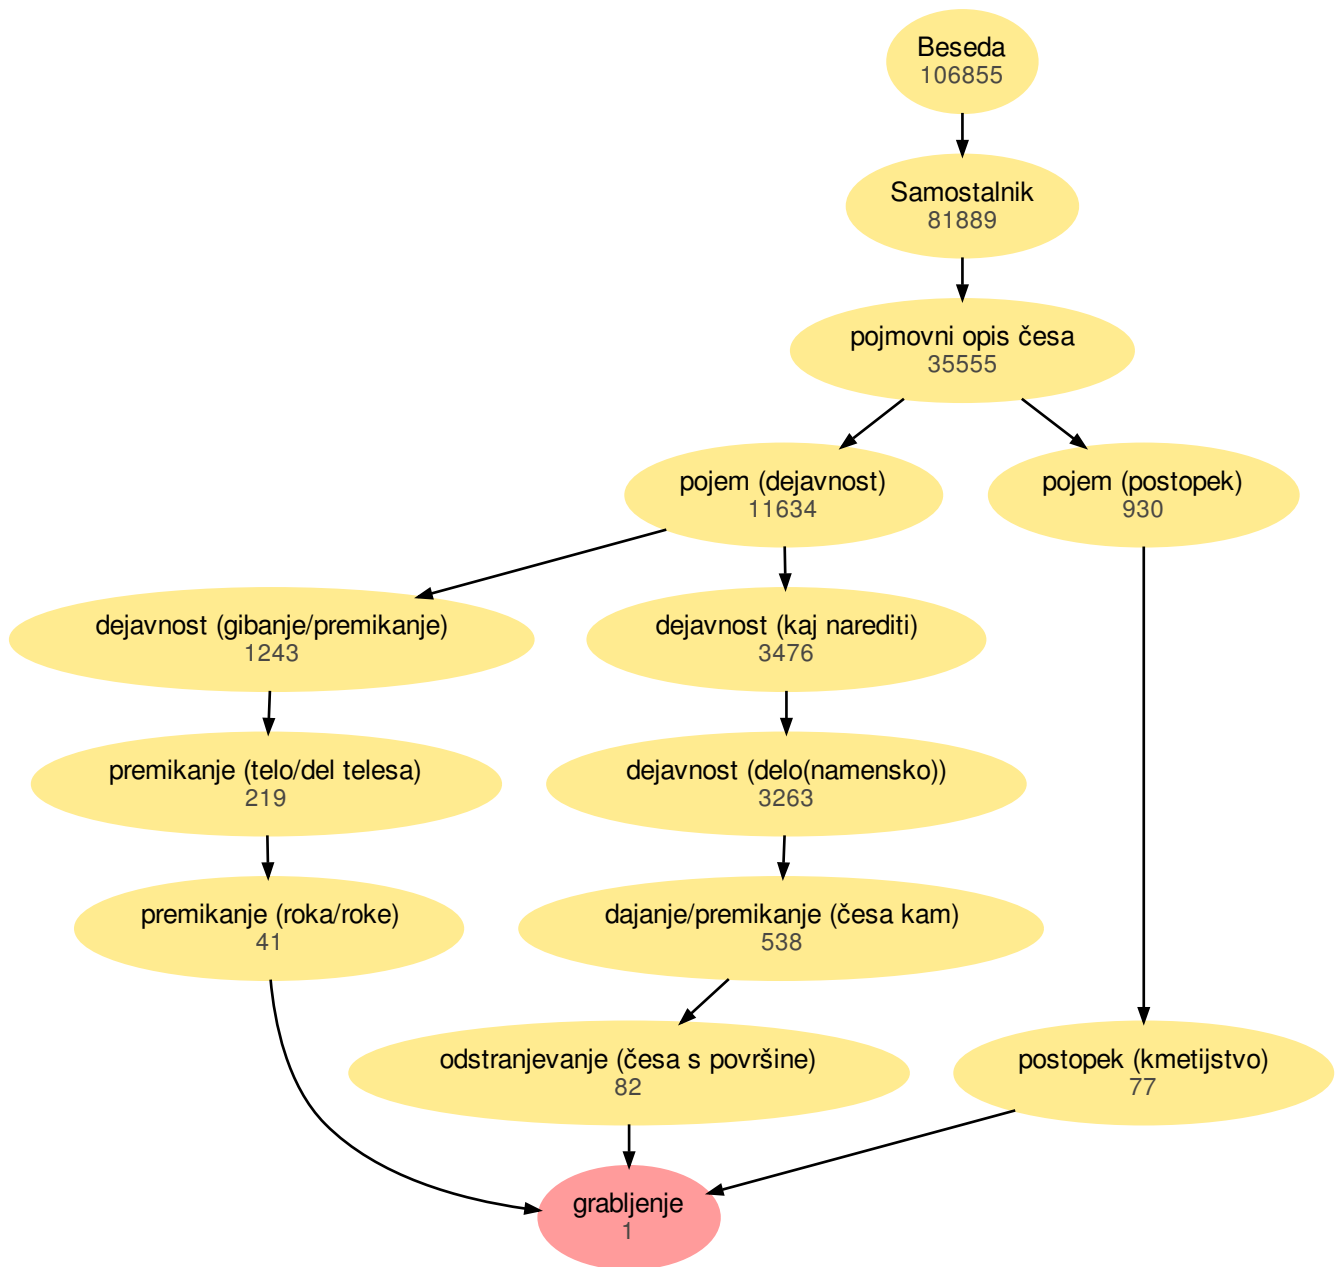 Beseda
106855
Samostalnik
81889
pojmovni opis česa
35555
pojem (dejavnost)
11634
pojem (postopek)
930
dejavnost (gibanje/premikanje)
1243
dejavnost (kaj narediti)
3476
premikanje (telo/del telesa)
219
dejavnost (delo(namensko))
3263
premikanje (roka/roke)
41
dajanje/premikanje (česa kam)
538
odstranjevanje (česa s površine)
82
postopek (kmetijstvo)
77
grabljenje
1